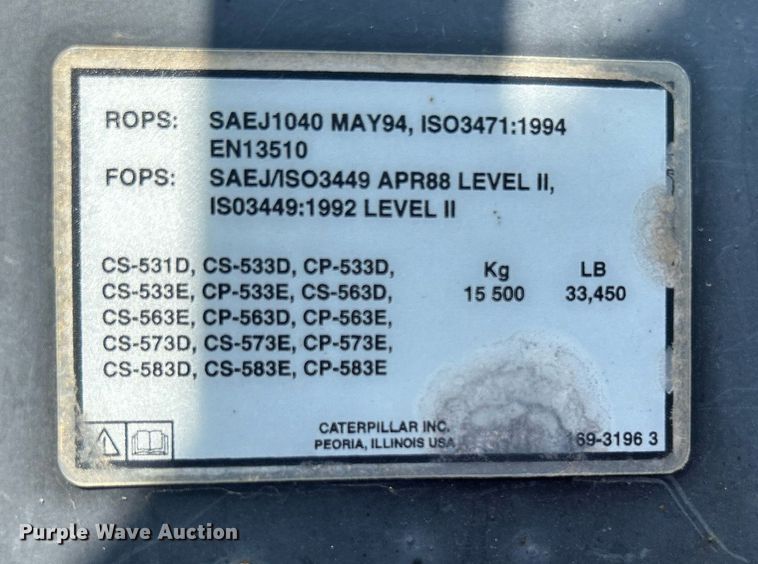 ROPS: SAEJ1040 MAY94, ISO3471:1994
EN13510
FOPS: SAEJ/ISO3449 APR88 LEVEL II,
IS03449:1992 LEVEL II
CS-531D, CS-533D, CP-533D, Kg LB
CS-533E, CP-533E, CS-563D, 15 500 33,450
CS-563E, CP-563D, CP-563E,
CS-573D, CS-573E, CP-573E,
CS-583D, CS-583E, CP-583E
CATERPILLAR INC.
PEORIA, ILLINOIS USA 69-3196 3
Purple Wave Auction